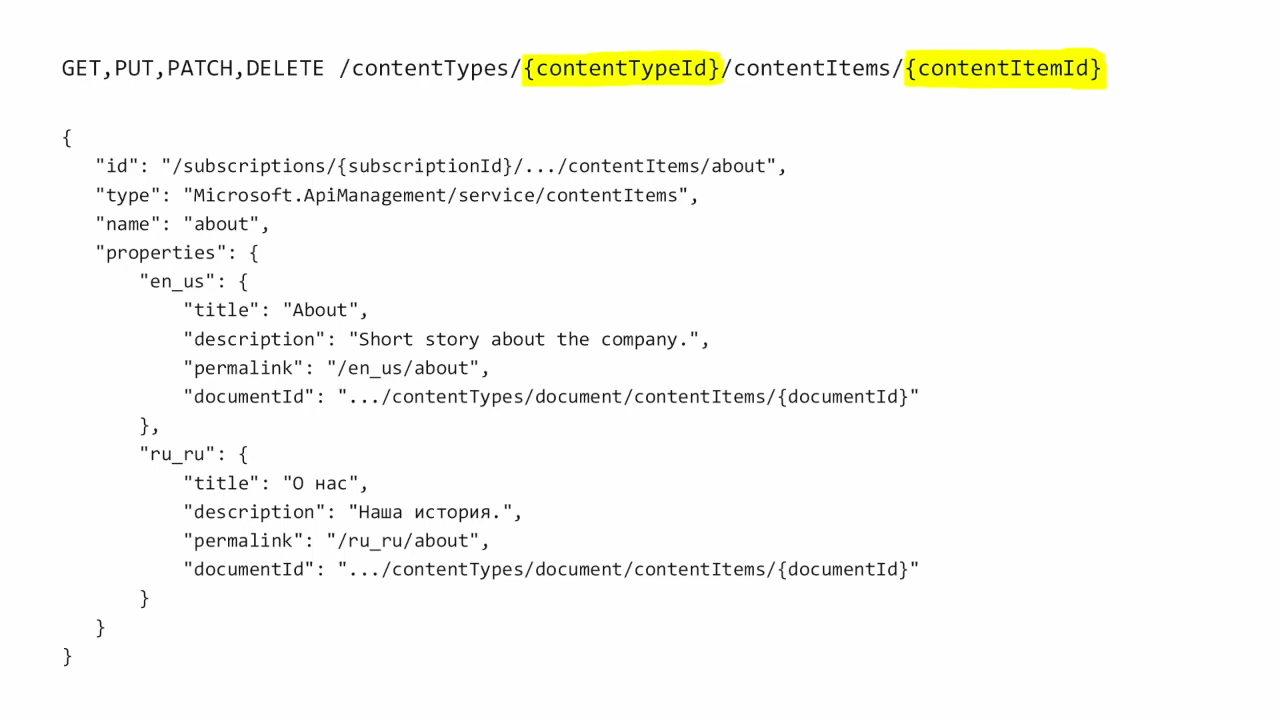 GET,PUT,PATCH,DELETE /contentTypes/{contentTypeId}/contentItems/{contentItemId}
{
"id": "/subscriptions/{subscriptionId}/.../contentItems/about",
"type": "Microsoft.ApiManagement/service/contentItems",
"name": "about",
"properties": {
"en_us": {
"title": "About",
"description": "Short story about the company.",
"permalink": "/en_us/about",
"documentId": ".../contentTypes/document/contentItems/{documentId}"
},
"ru_ru": {
"title": "О нас",
"description": "Наша история.",
"permalink": "/ru_ru/about",
"documentId": ".../contentTypes/document/contentItems/{documentId}"
}
}
}